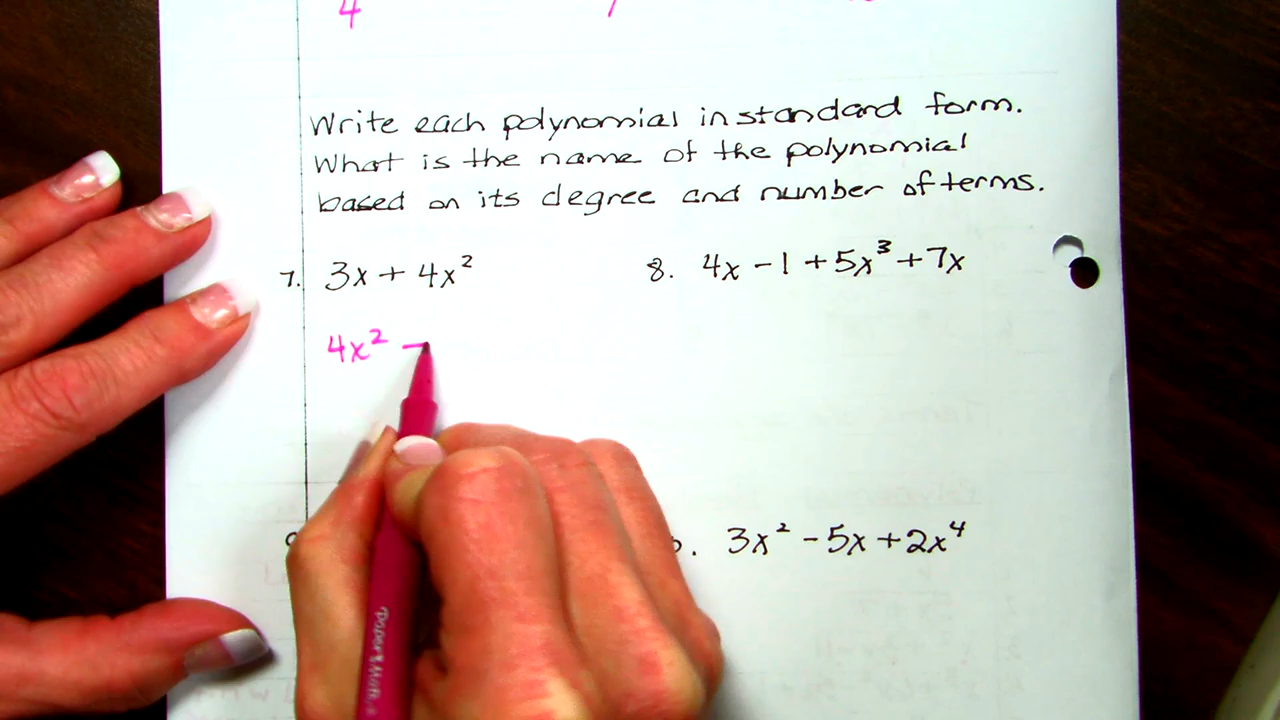 4
Write each polynomial in standard form.
What is the name of the polynomial
based on its degree and number of terms.
7. 3x + 4x² 8. 4x - 1 + 5x³ + 7x
4x² -
3x² - 5x + 2x⁴